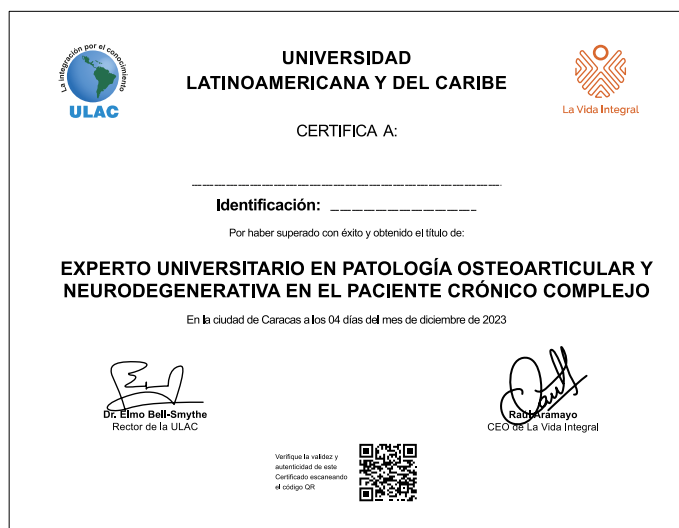 La integración por el conocimiento
ULAC
UNIVERSIDAD
LATINOAMERICANA Y DEL CARIBE
La Vida Integral
CERTIFICA A:
Identificación:
Por haber superado con éxito y obtenido el título de:
EXPERTO UNIVERSITARIO EN PATOLOGÍA OSTEOARTICULAR Y
NEURODEGENERATIVA EN EL PACIENTE CRÓNICO COMPLEJO
En la ciudad de Caracas a los 04 días del mes de diciembre de 2023
Dr. Elmo Bell-Smythe
Rector de la ULAC
Raúl Aramayo
CEO de La Vida Integral
Verifique la validez y
autenticidad de este
Certificado escaneando
el código QR